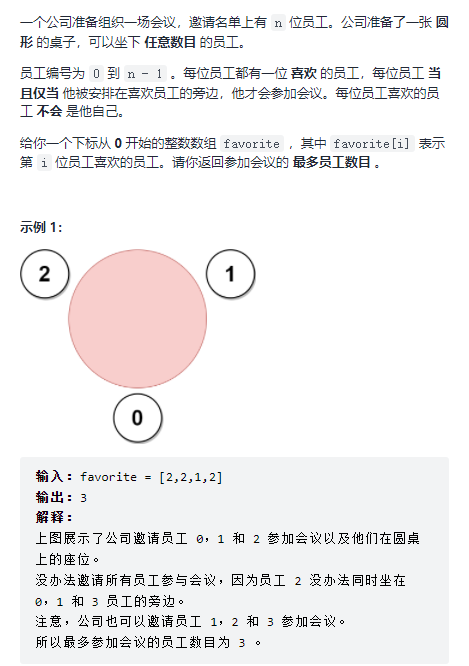 一个公司准备组织一场会议，邀请名单上有 n 位员工。公司准备了一张 圆
形 的桌子，可以坐下 任意数目 的员工。
员工编号为 0 到 n - 1 。每位员工都有一位 喜欢 的员工，每位员工 当
且仅当 他被安排在喜欢员工的旁边，他才会参加会议。每位员工喜欢的员
工 不会 是他自己。
给你一个下标从 0 开始的整数数组 favorite ，其中 favorite[i] 表示
第 i 位员工喜欢的员工。请你返回参加会议的 最多员工数目 。
示例 1：
2
1
0
输入：favorite = [2,2,1,2]
输出：3
解释：
上图展示了公司邀请员工 0，1 和 2 参加会议以及他们在圆桌
上的座位。
没办法邀请所有员工参与会议，因为员工 2 没办法同时坐在
0，1 和 3 员工的旁边。
注意，公司也可以邀请员工 1，2 和 3 参加会议。
所以最多参加会议的员工数目为 3 。